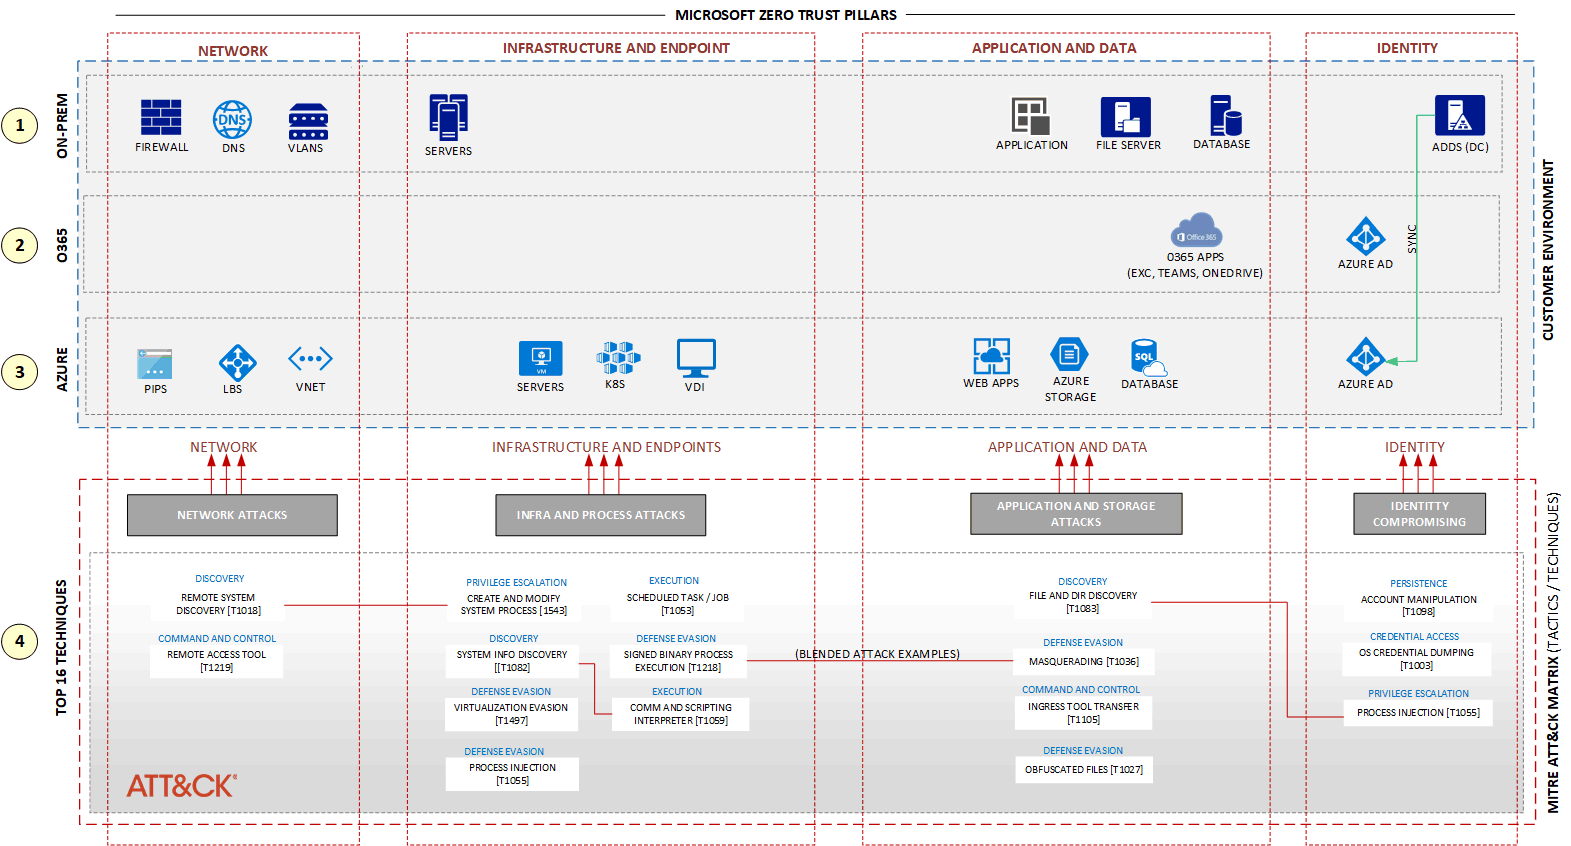 MICROSOFT ZERO TRUST PILLARS
NETWORK
INFRASTRUCTURE AND ENDPOINT
APPLICATION AND DATA
IDENTITY
1
ON-PREM
FIREWALL
DNS
DNS
VLANS
SERVERS
APPLICATION
FILE SERVER
DATABASE
ADDS (DC)
2
O365
Office 365
O365 APPS
(EXC, TEAMS, ONEDRIVE)
AZURE AD
SYNC
CUSTOMER ENVIRONMENT
3
AZURE
PIPS
LBS
VNET
VM
SERVERS
K8S
VDI
WEB APPS
AZURE
STORAGE
SQL
DATABASE
AZURE AD
NETWORK
INFRASTRUCTURE AND ENDPOINTS
APPLICATION AND DATA
IDENTITY
NETWORK ATTACKS
INFRA AND PROCESS ATTACKS
APPLICATION AND STORAGE
ATTACKS
IDENTITTY
COMPROMISING
4
TOP 16 TECHNIQUES
DISCOVERY
REMOTE SYSTEM
DISCOVERY [T1018]
COMMAND AND CONTROL
REMOTE ACCESS TOOL
[T1219]
PRIVILEGE ESCALATION
CREATE AND MODIFY
SYSTEM PROCESS [1543]
DISCOVERY
SYSTEM INFO DISCOVERY
[[T1082]
DEFENSE EVASION
VIRTUALIZATION EVASION
[T1497]
DEFENSE EVASION
PROCESS INJECTION
[T1055]
EXECUTION
SCHEDULED TASK / JOB
[T1053]
DEFENSE EVASION
SIGNED BINARY PROCESS
EXECUTION [T1218]
EXECUTION
COMM AND SCRIPTING
INTERPRETER [T1059]
(BLENDED ATTACK EXAMPLES)
DISCOVERY
FILE AND DIR DISCOVERY
[T1083]
DEFENSE EVASION
MASQUERADING [T1036]
COMMAND AND CONTROL
INGRESS TOOL TRANSFER
[T1105]
DEFENSE EVASION
OBFUSCATED FILES [T1027]
PERSISTENCE
ACCOUNT MANIPULATION
[T1098]
CREDENTIAL ACCESS
OS CREDENTIAL DUMPING
[T1003]
PRIVILEGE ESCALATION
PROCESS INJECTION [T1055]
ATT&CK®
MITRE ATT&CK MATRIX (TACTICS / TECHNIQUES)